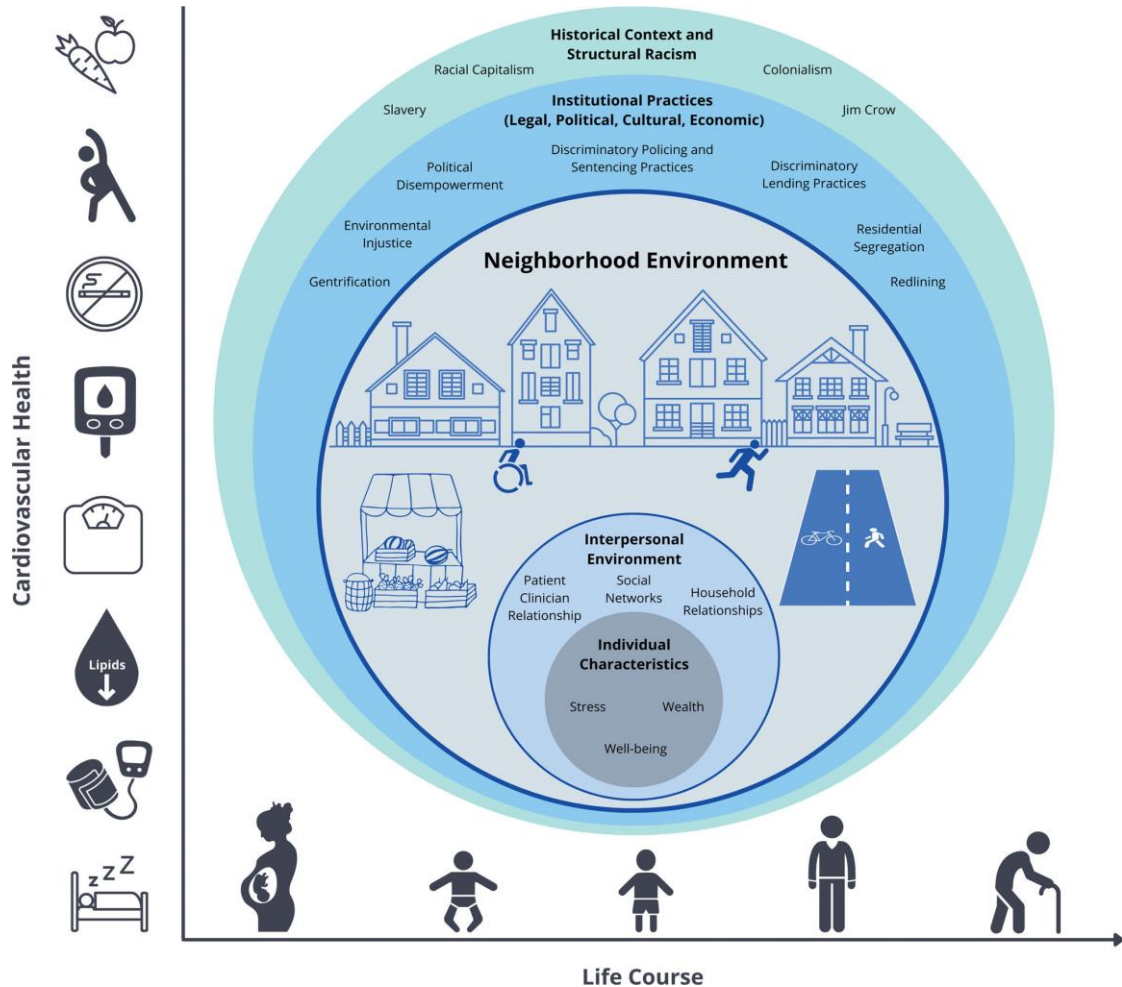 Historical Context and
Structural Racism
Racial Capitalism
Colonialism
Slavery
Jim Crow
Institutional Practices
(Legal, Political, Cultural, Economic)
Discriminatory Policing and
Sentencing Practices
Political
Disempowerment
Discriminatory
Lending Practices
Environmental
Injustice
Residential
Segregation
Gentrification
Redlining
Neighborhood Environment
Interpersonal
Environment
Patient
Clinician
Relationship
Social
Networks
Household
Relationships
Individual
Characteristics
Stress
Wealth
Well-being
Cardiovascular Health
Lipids
z z Z
Life Course